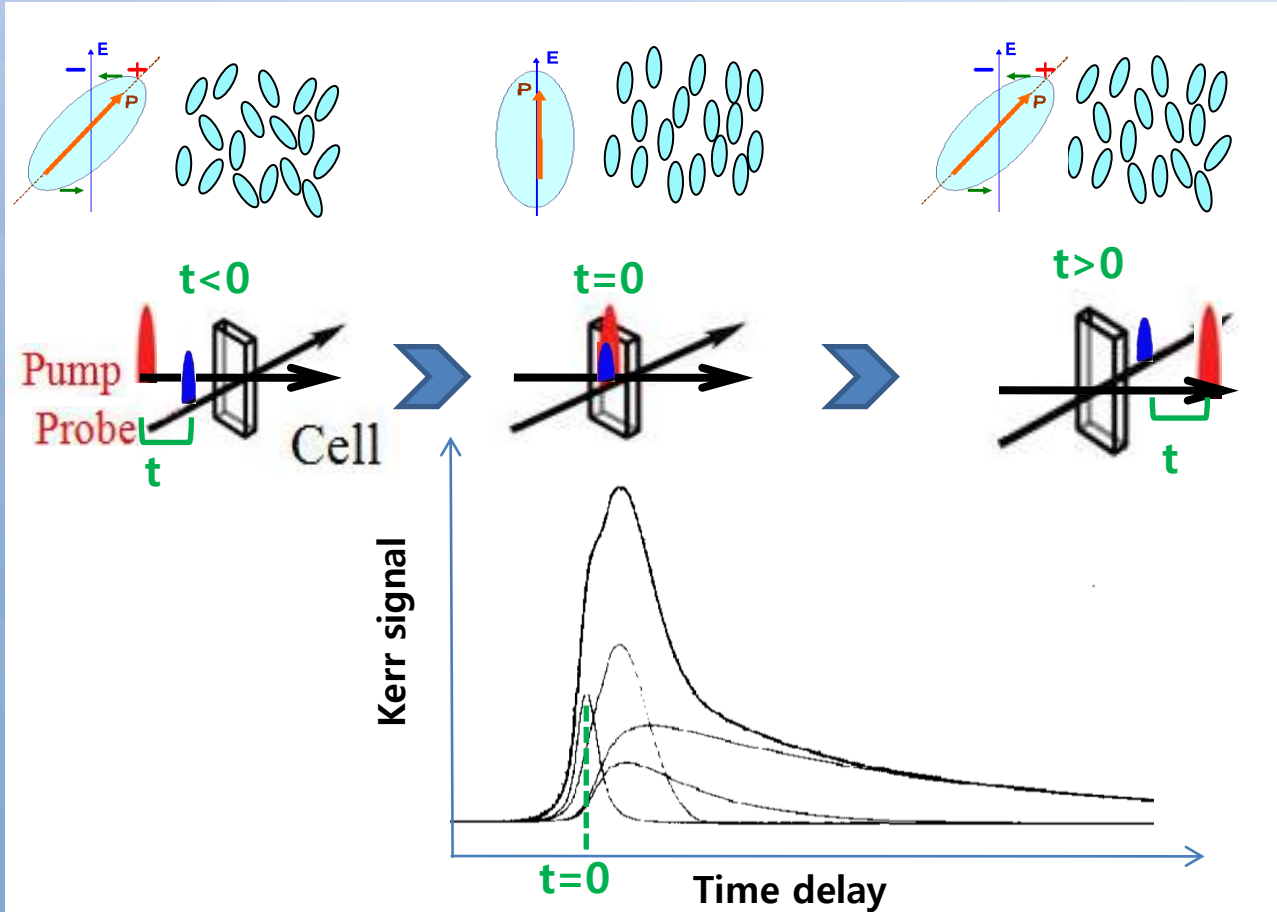 E
− +
P
E
P
E
− +
P
t<0
t=0
t>0
Pump
Probe
Cell
t
t
Kerr signal
t=0
Time delay